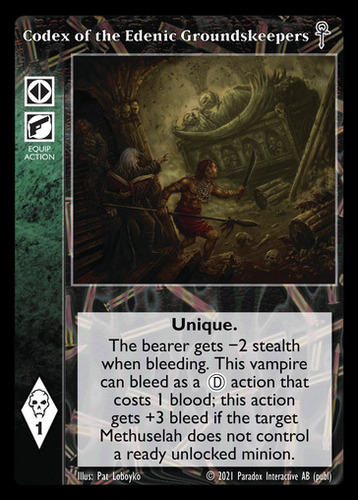 Codex of the Edenic Groundskeepers
EQUIP
ACTION
Unique.
The bearer gets −2 stealth
when bleeding. This vampire
can bleed as a Ⓓ action that
costs 1 blood; this action
gets +3 bleed if the target
Methuselah does not control
a ready unlocked minion.
1
Illus: Pat Loboyko © 2021 Paradox Interactive AB (publ)